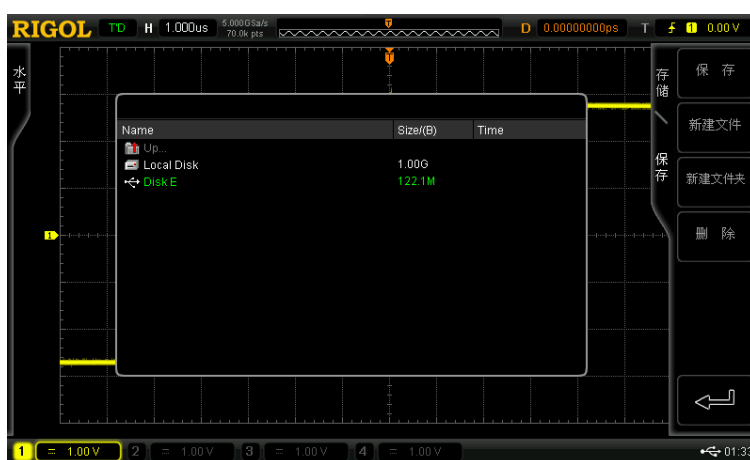 RIGOL T'D H 1.000us 5.000GSa/s 70.0k pts D 0.00000000ps T 1 0.00 V
T
水平
存储
保存
保 存
新建文件
新建文件夹
删 除
Name Size/(B) Time
Up...
Local Disk 1.00G
Disk E 122.1M
1
1 = 1.00 V 2 = 1.00 V 3 = 1.00 V 4 = 1.00 V 01:33